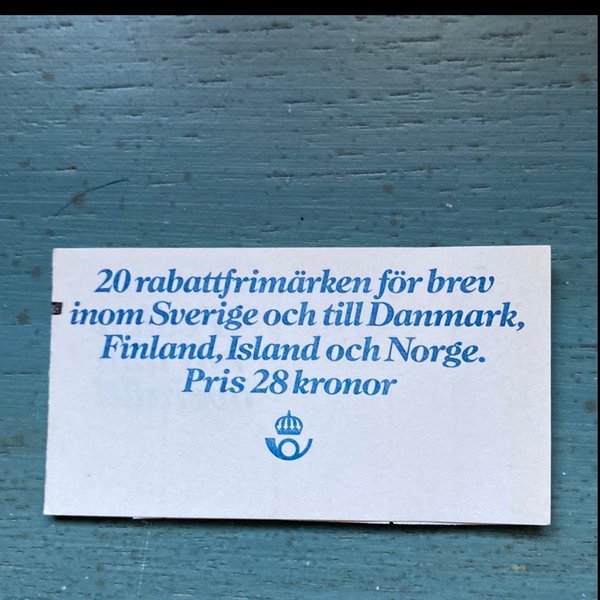 20 rabattfrimärken för brev
inom Sverige och till Danmark,
Finland, Island och Norge.
Pris 28 kronor